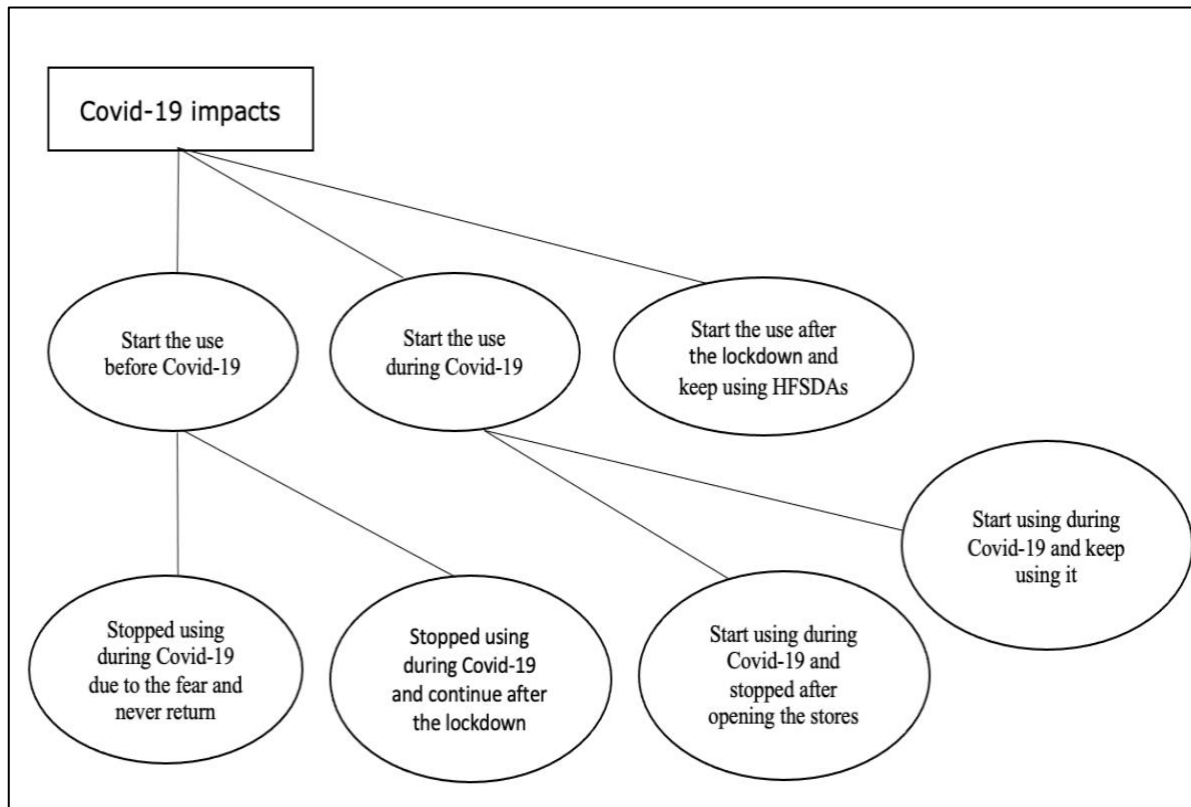 Covid-19 impacts
Start the use
before Covid-19
Start the use
during Covid-19
Start the use after
the lockdown and
keep using HFSDAs
Start using during
Covid-19 and keep
using it
Stopped using
during Covid-19
due to the fear and
never return
Stopped using
during Covid-19
and continue after
the lockdown
Start using during
Covid-19 and
stopped after
opening the stores